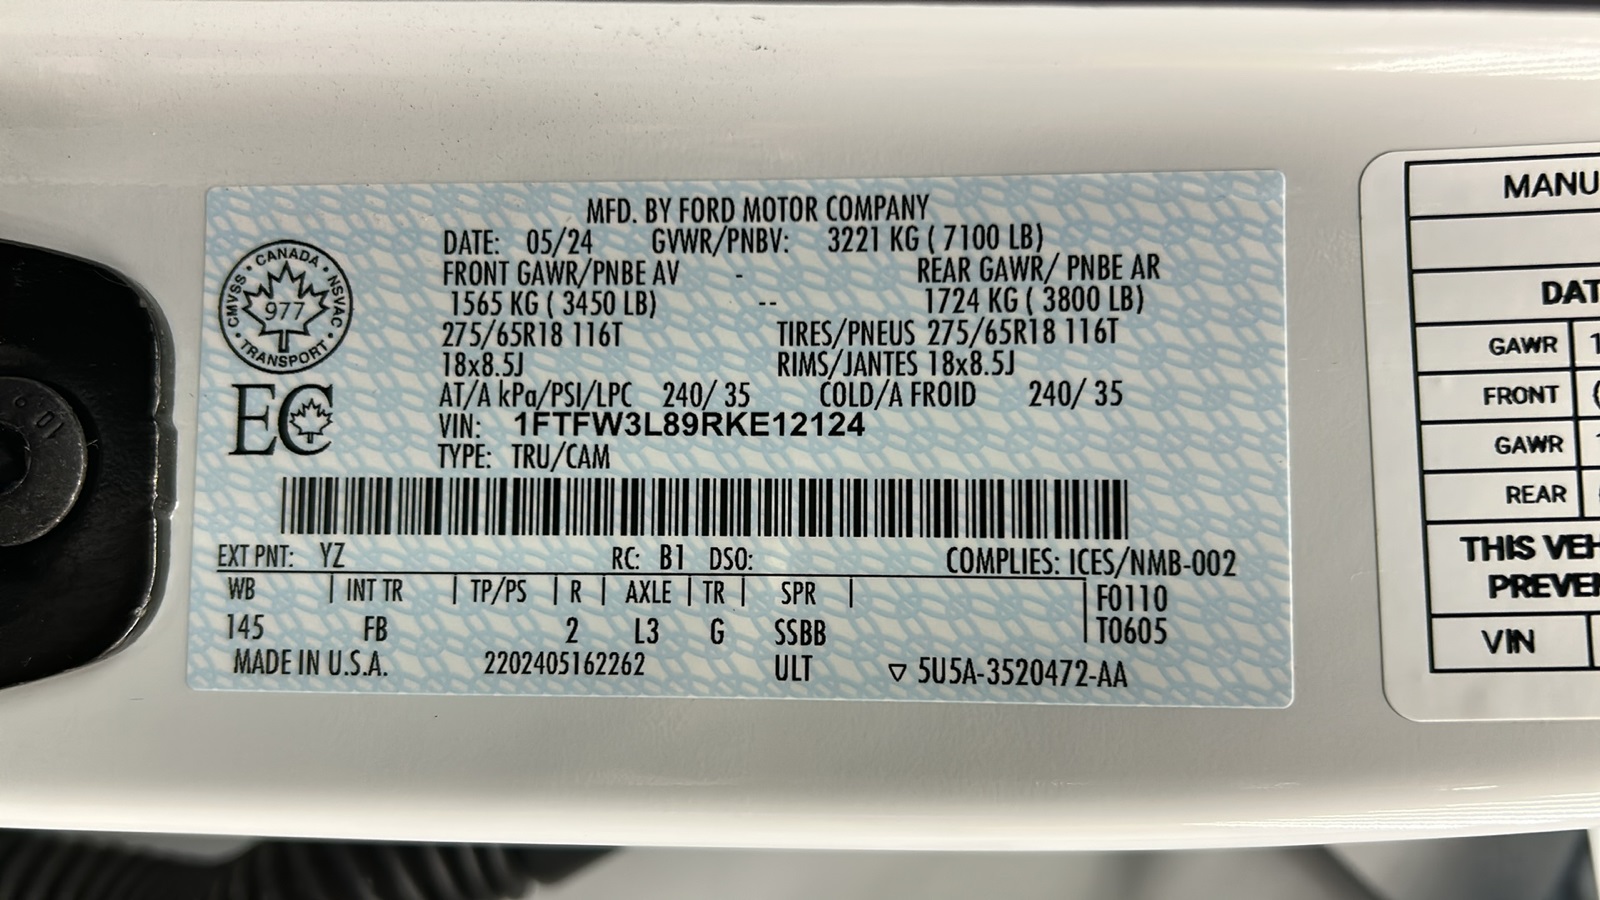 MFD. BY FORD MOTOR COMPANY
DATE: 05/24 GVWR/PNBV: 3221 KG ( 7100 LB)
FRONT GAWR/PNBE AV - REAR GAWR/ PNBE AR
1565 KG ( 3450 LB) -- 1724 KG ( 3800 LB)
275/65R18 116T TIRES/PNEUS 275/65R18 116T
18x8.5J RIMS/JANTES 18x8.5J
AT/A kPa/PSI/LPC 240/ 35 COLD/A FROID 240/ 35
VIN: 1FTFW3L89RKE12124
TYPE: TRU/CAM
CANADA • NSVAC • TRANSPORT • CMVSS •
977
EC
EXT PNT: YZ RC: B1 DSO: COMPLIES: ICES/NMB-002
WB | INT TR | TP/PS | R | AXLE | TR | SPR | F0110
145 FB 2 L3 G SSBB T0605
MADE IN U.S.A. 2202405162262 ULT ▽ 5U5A-3520472-AA
MANU
DAT
GAWR 1
FRONT (
GAWR
REAR
THIS VEH
PREVE
VIN
10 9